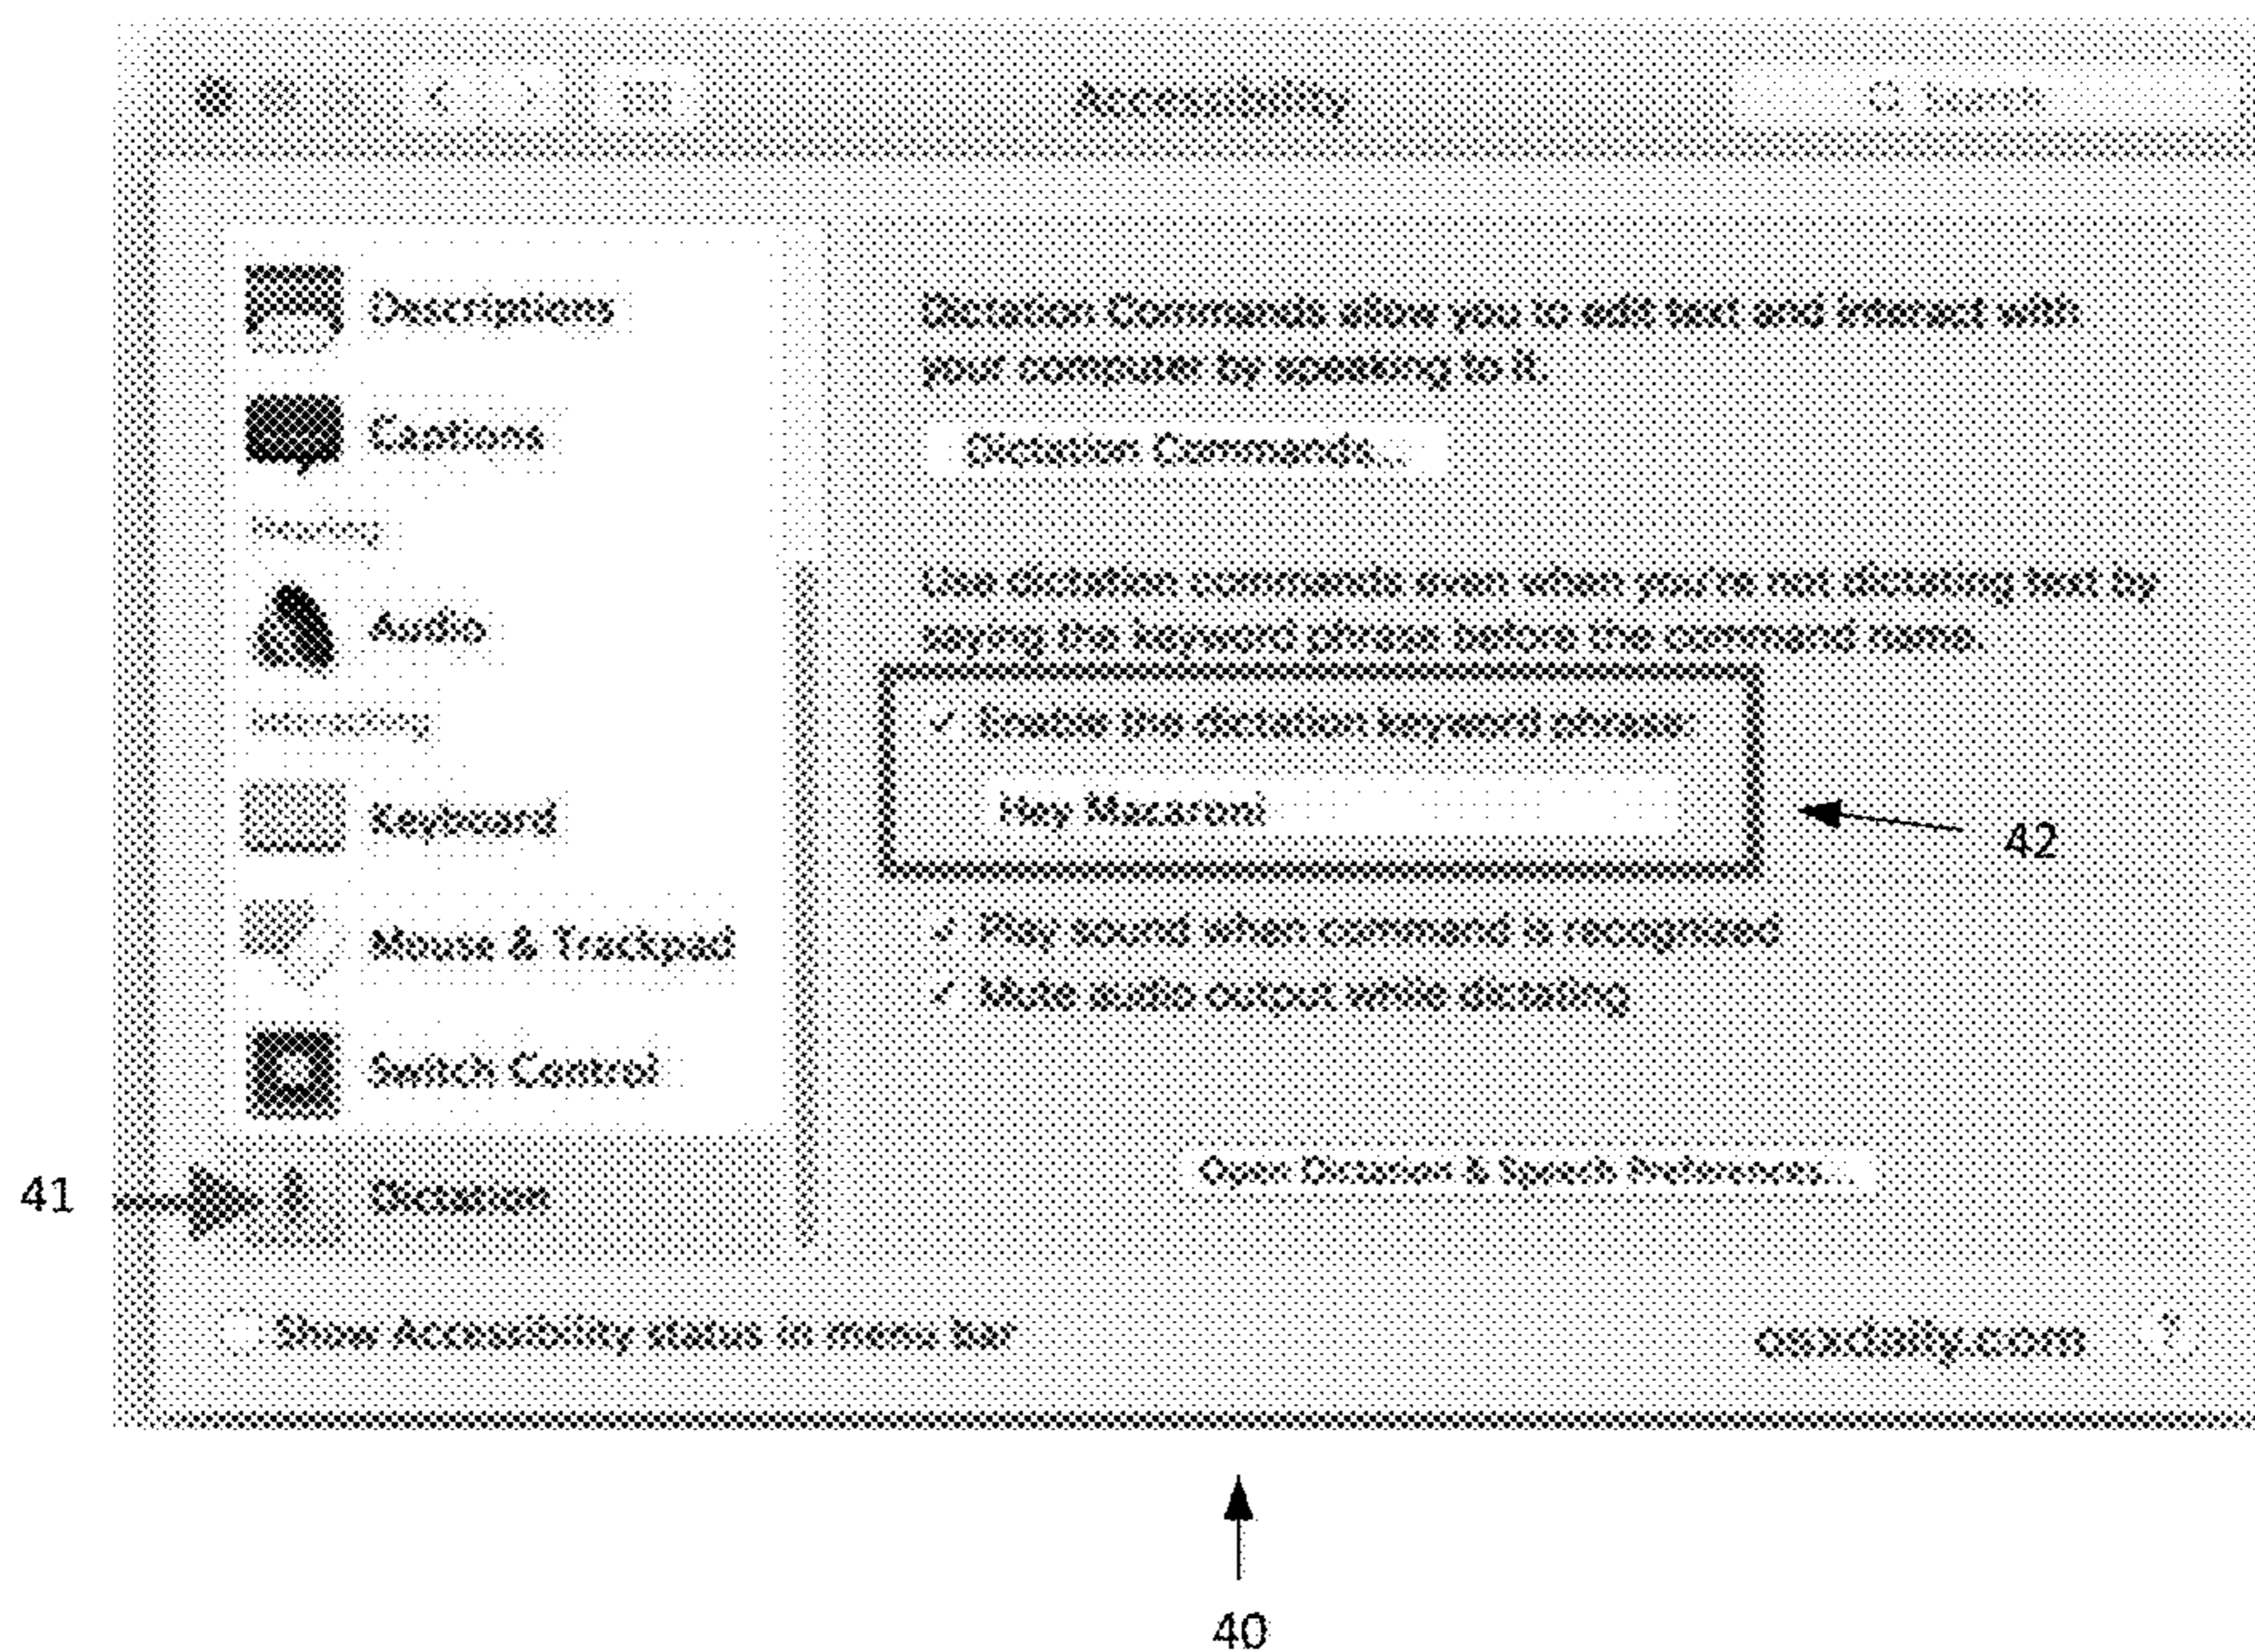 Accessibility
Search
Descriptions
Captions
Hearing
Audio
Interacting
Keyboard
Mouse & Trackpad
Switch Control
Dictation
Dictation Commands allow you to edit text and interact with
your computer by speaking to it.
Dictation Commands...
Use dictation commands even when you're not dictating text by
saying the keyword phrase before the command name.
✓ Enable the dictation keyword phrase:
Hey Macaroni
42
✓ Play sound when command is recognized
✓ Mute audio output while dictating
Open Dictation & Speech Preferences...
41
Show Accessibility status in menu bar
osxdaily.com
?
40